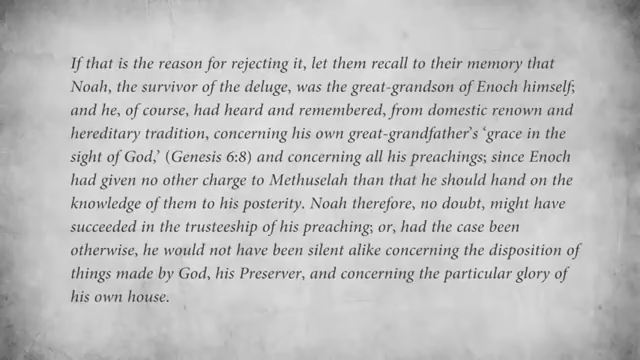 If that is the reason for rejecting it, let them recall to their memory that
Noah, the survivor of the deluge, was the great-grandson of Enoch himself;
and he, of course, had heard and remembered, from domestic renown and
hereditary tradition, concerning his own great-grandfather's ‘grace in the
sight of God,’ (Genesis 6:8) and concerning all his preachings; since Enoch
had given no other charge to Methuselah than that he should hand on the
knowledge of them to his posterity. Noah therefore, no doubt, might have
succeeded in the trusteeship of his preaching; or, had the case been
otherwise, he would not have been silent alike concerning the disposition of
things made by God, his Preserver, and concerning the particular glory of
his own house.